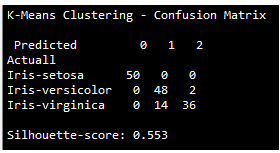 K-Means Clustering - Confusion Matrix
Predicted 0 1 2
Actuall
Iris-setosa 50 0 0
Iris-versicolor 0 48 2
Iris-virginica 0 14 36
Silhouette-score: 0.553